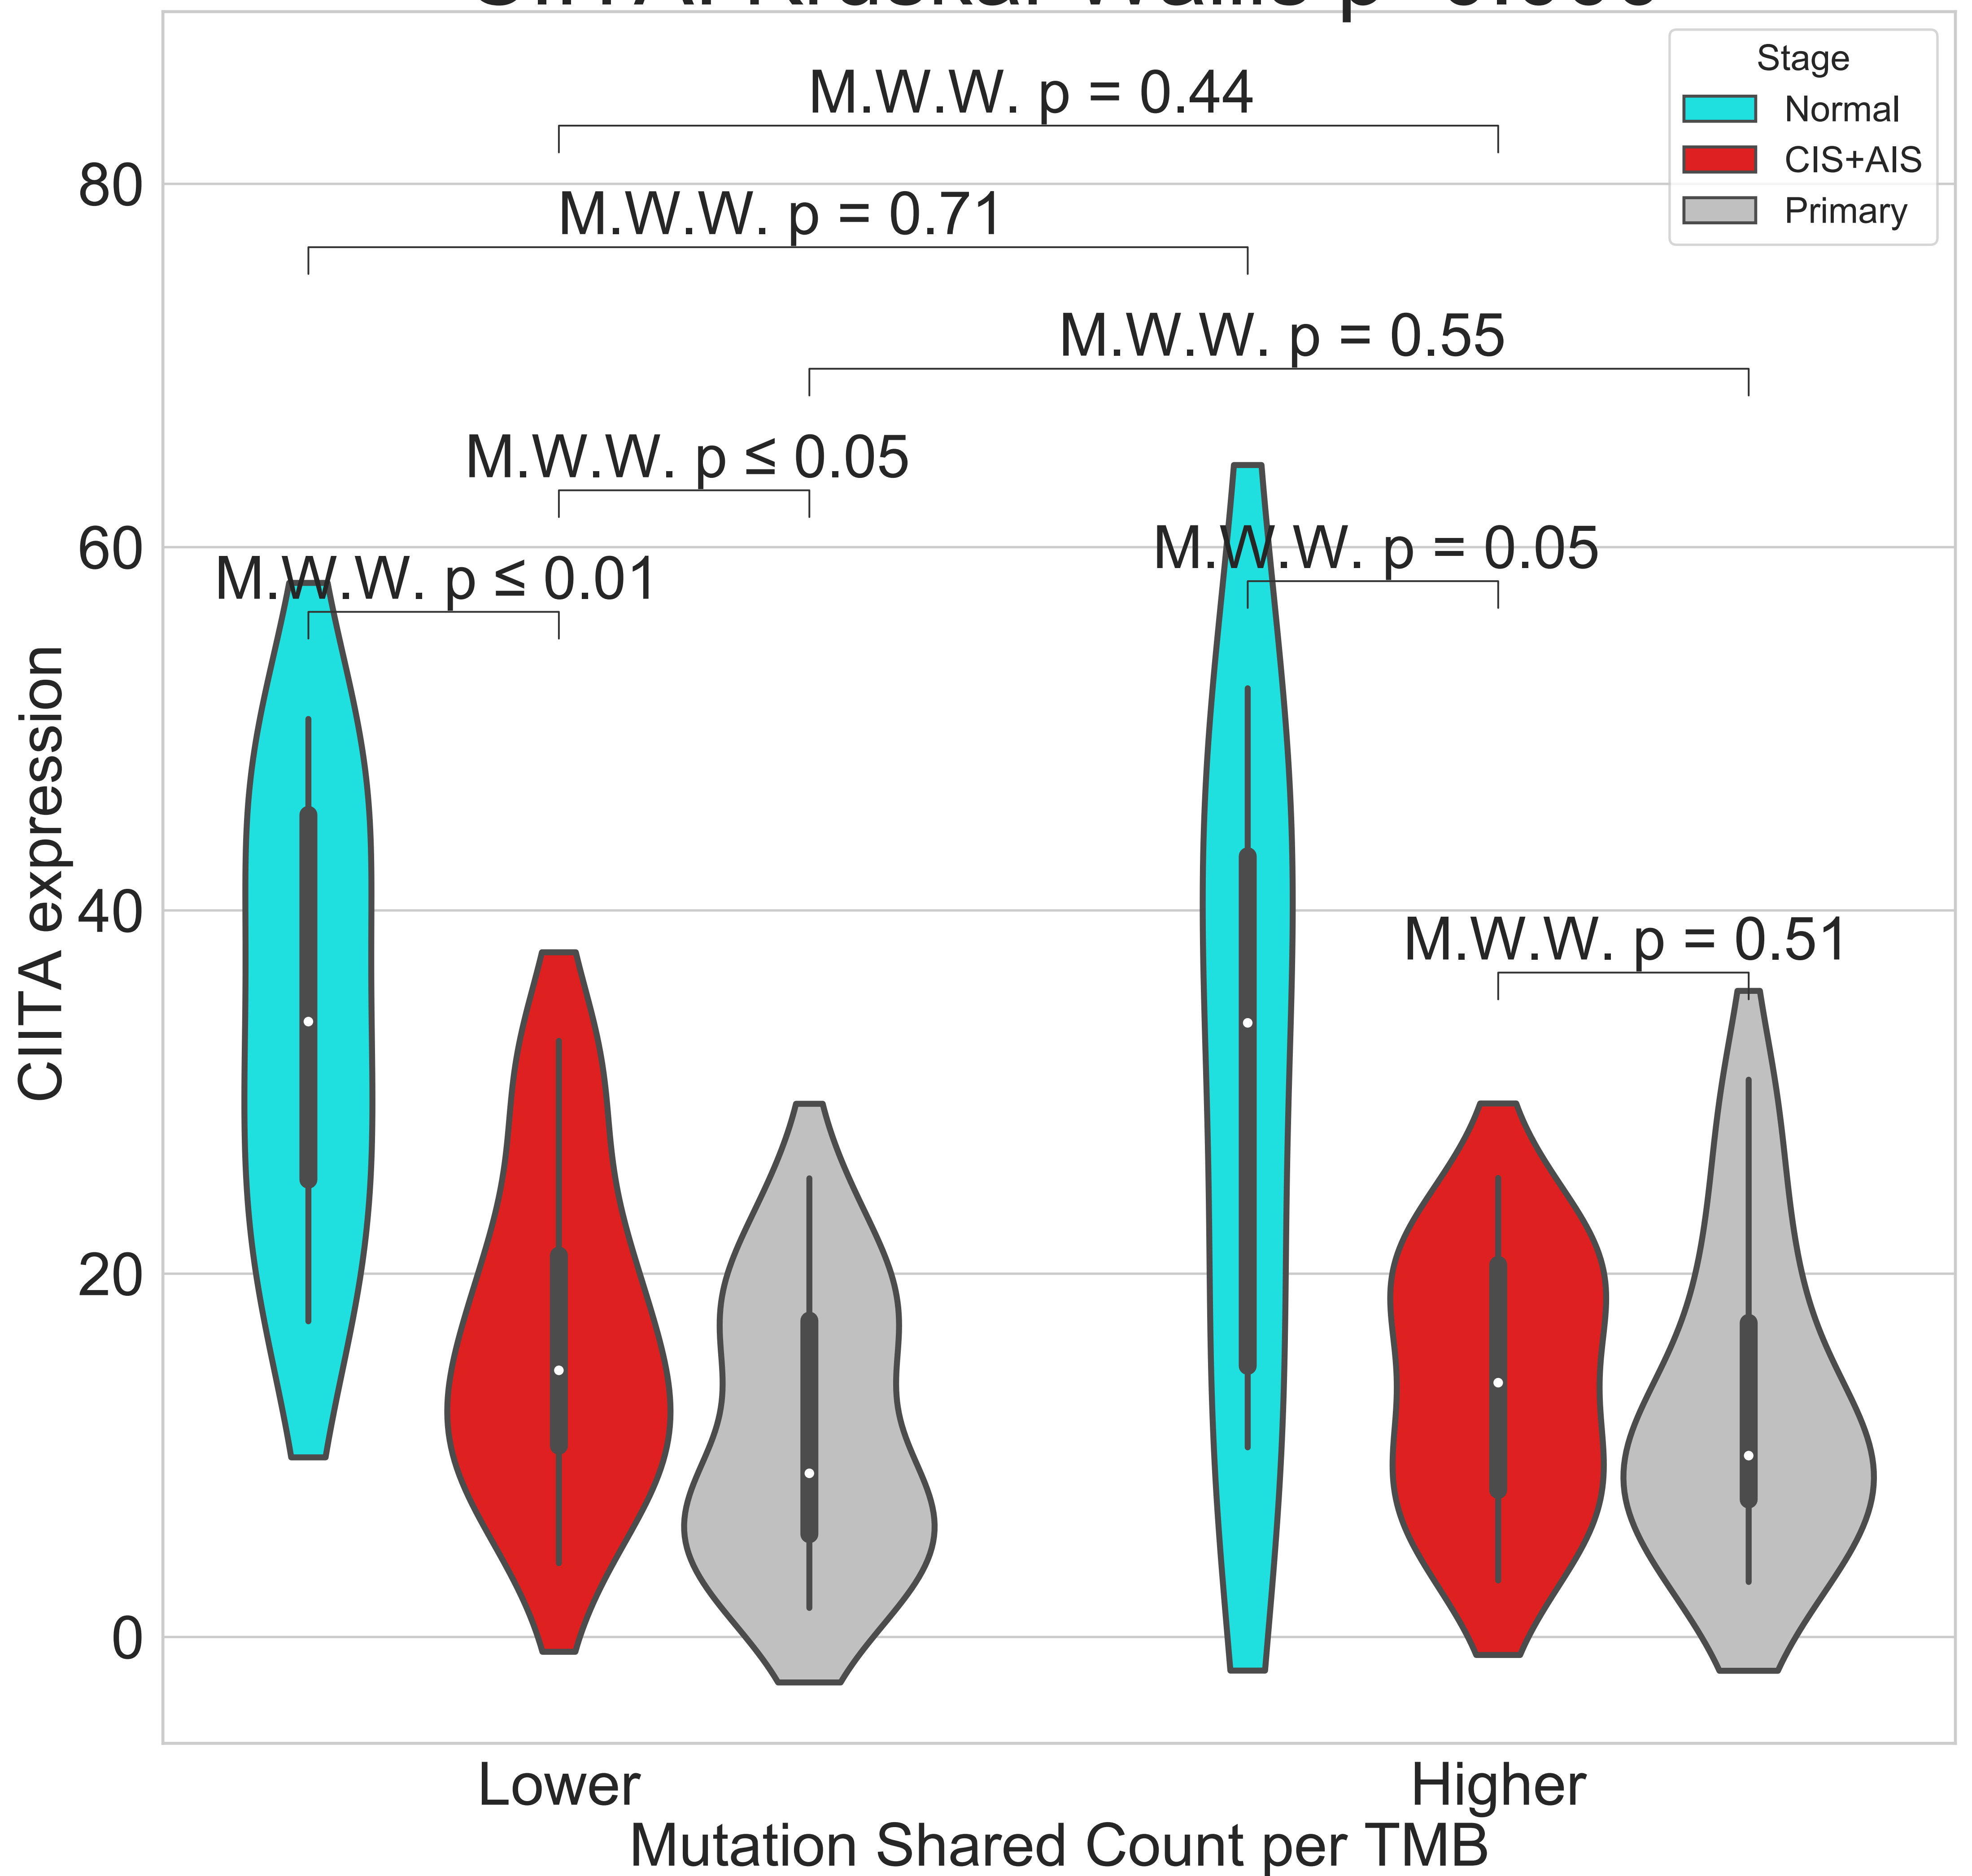 Stage
Normal
CIS+AIS
Primary
M.W.W. p = 0.44
M.W.W. p = 0.71
M.W.W. p = 0.55
M.W.W. p ≤ 0.05
M.W.W. p ≤ 0.01
M.W.W. p = 0.05
M.W.W. p = 0.51
80
60
40
20
0
CIITA expression
Lower
Higher
Mutation Shared Count per TMB